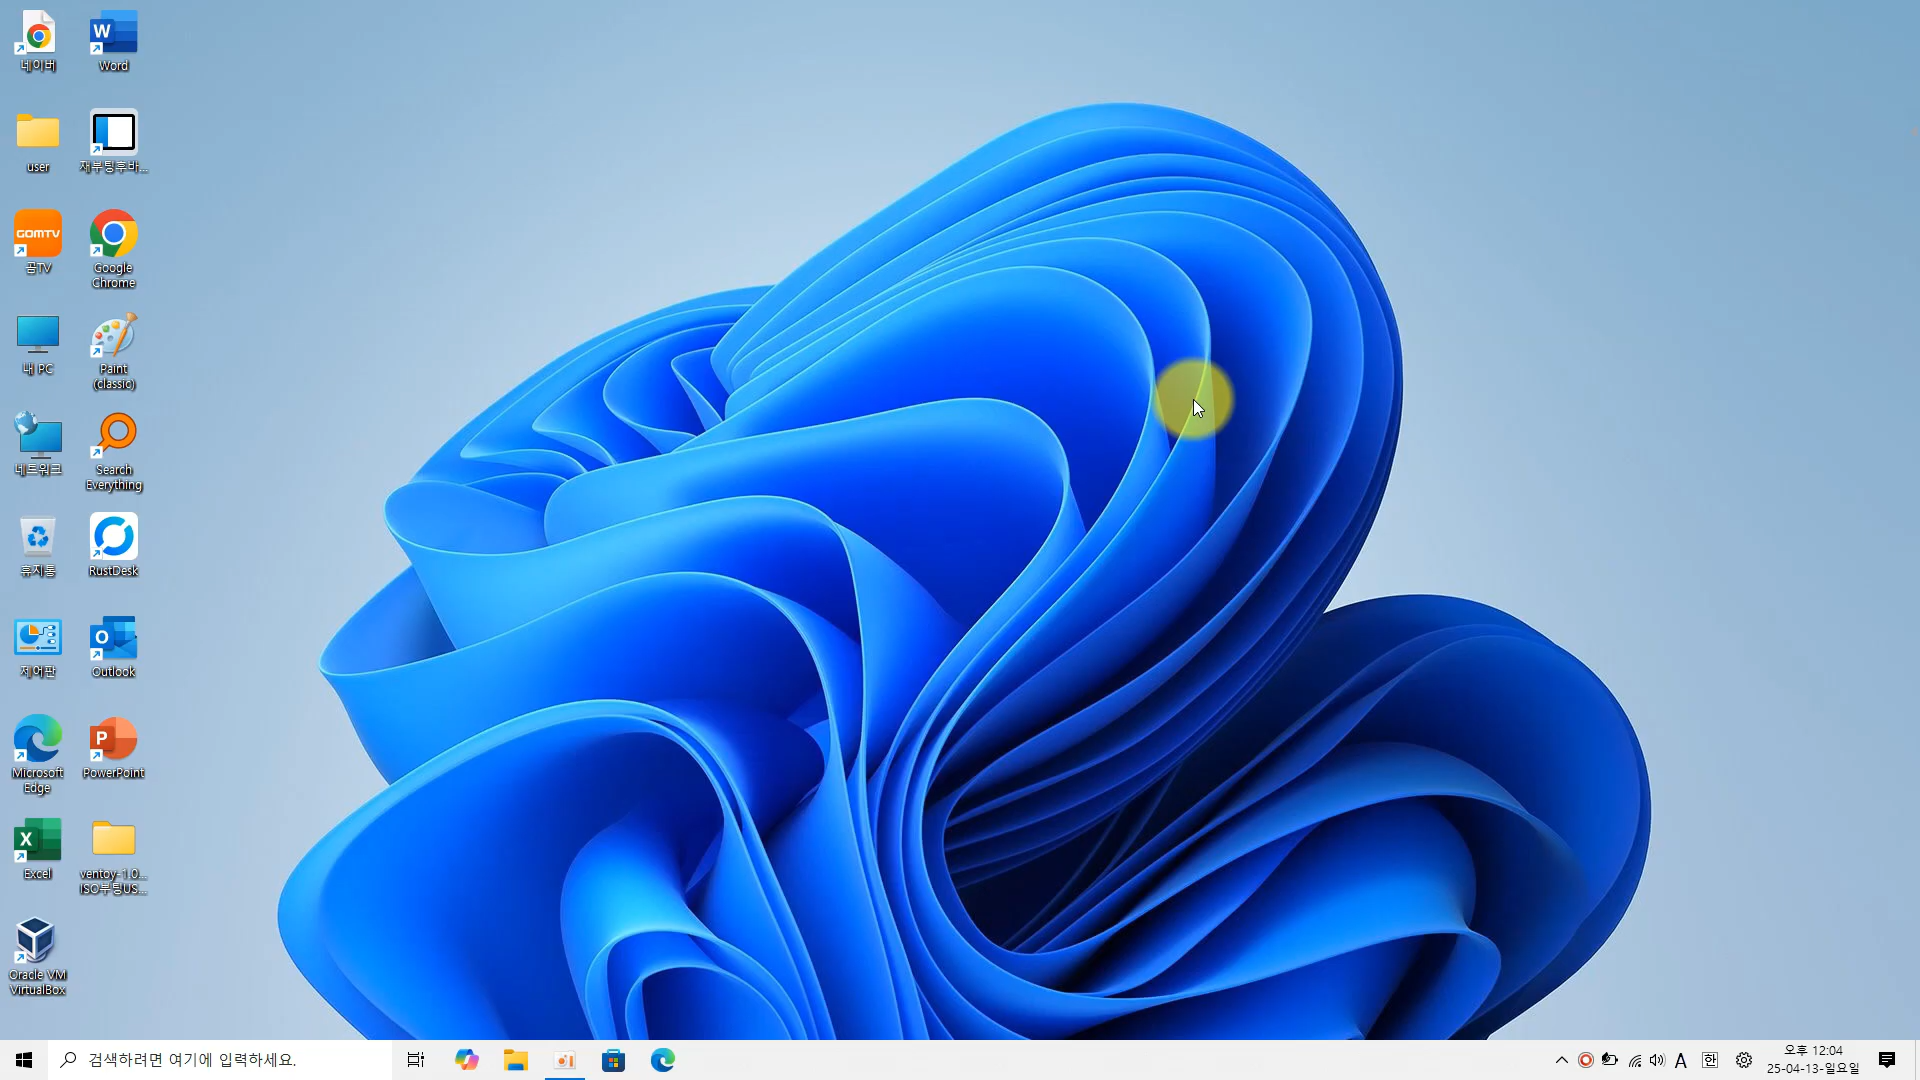 네이버
Word
user
재부팅후바...
GOMTV
곰TV
Google
Chrome
내 PC
Paint
(classic)
네트워크
Search
Everything
휴지통
RustDesk
제어판
Outlook
Microsoft
Edge
PowerPoint
Excel
ventoy-1.0...
ISO부팅US...
Oracle VM
VirtualBox
검색하려면 여기에 입력하세요.
A
한
오후 12:04
25-04-13-일요일